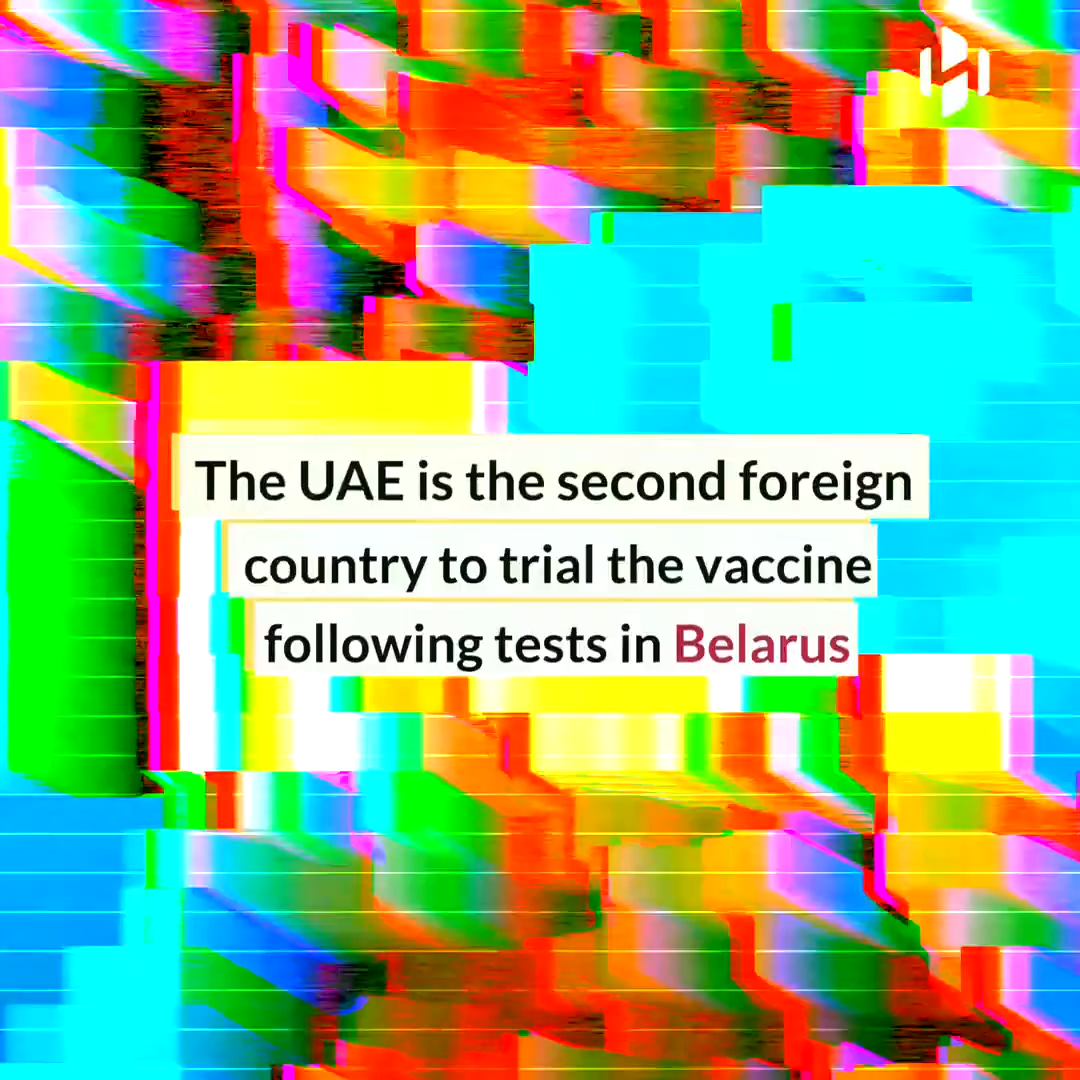 The UAE is the second foreign
country to trial the vaccine
following tests in Belarus